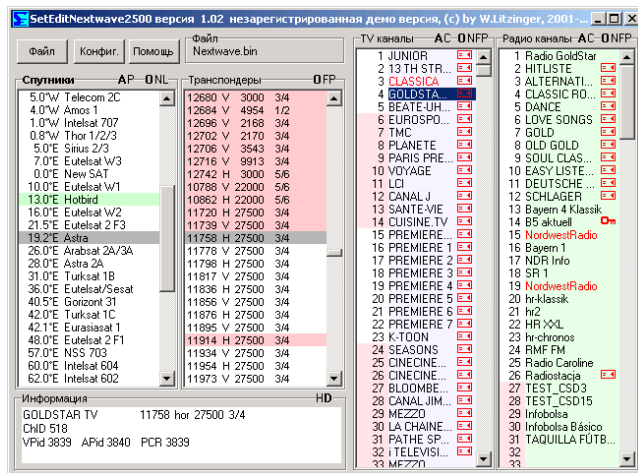 SetEditNextwave2500 версия 1.02 незарегистрированная демо версия, (c) by W.Litzinger, 2001-...
Файл
Конфиг.
Помощь
Файл
Nextwave.bin
Спутники AP-ONL
5.0°W Telecom 2C
4.0°W Amos 1
1.0°W Intelsat 707
0.8°W Thor 1/2/3
5.0°E Sirius 2/3
7.0°E Eutelsat W3
0.0°E New SAT
10.0°E Eutelsat W1
13.0°E Hotbird
16.0°E Eutelsat W2
21.5°E Eutelsat 2 F3
19.2°E Astra
26.0°E Arabsat 2A/3A
28.0°E Astra 2A
31.0°E Turksat 1B
36.0°E Eutelsat/Sesat
40.5°E Gorizont 31
42.0°E Turksat 1C
42.1°E Eurasiasat 1
48.0°E Eutelsat 2 F1
57.0°E NSS 703
60.0°E Intelsat 604
62.0°E Intelsat 602
Транспондеры OFP
12680 V 3000 3/4
12684 V 4954 1/2
12696 V 2168 3/4
12702 V 2170 3/4
12706 V 3543 3/4
12716 V 9913 3/4
12742 H 3000 5/6
10788 V 22000 5/6
10862 H 22000 5/6
11720 H 27500 3/4
11739 V 27500 3/4
11758 H 27500 3/4
11778 V 27500 3/4
11798 H 27500 3/4
11817 V 27500 3/4
11836 H 27500 3/4
11856 V 27500 3/4
11876 H 27500 3/4
11895 V 27500 3/4
11914 H 27500 3/4
11934 V 27500 3/4
11954 H 27500 3/4
11973 V 27500 3/4
TV каналы AC-ONFP
1 JUNIOR
2 13TH STR...
3 CLASSICA
4 GOLDSTA...
5 BEATE-UH...
6 EUROSPO...
7 TMC
8 PLANETE
9 PARIS PRE...
10 VOYAGE
11 LCI
12 CANAL J
13 SANTE-VIE
14 CUISINE.TV
15 PREMIERE...
16 PREMIERE 1
17 PREMIERE 2
18 PREMIERE 3
19 PREMIERE 4
20 PREMIERE 5
21 PREMIERE 6
22 PREMIERE 7
23 K-TOON
24 SEASONS
25 CINECINE...
26 CINECINE...
27 BLOOMBE...
28 CANAL JIM...
29 MEZZO
30 LA CHAINE...
31 PATHE SP...
32 i TELEVISI...
33 MEZZO
Радио каналы AC-ONFP
1 Radio GoldStar
2 HITLISTE
3 ALTERNATI...
4 CLASSIC RO...
5 DANCE
6 LOVE SONGS
7 GOLD
8 OLD GOLD
9 SOUL CLAS...
10 EASY LISTE...
11 DEUTSCHE ...
12 SCHLAGER
13 Bayern 4 Klassik
14 B5 aktuell
15 NordwestRadio
16 Bayern 1
17 NDR Info
18 SR 1
19 NordwestRadio
20 hr-klassik
21 hr2
22 HR XXL
23 hr-chronos
24 RMF FM
25 Radio Caroline
26 Radiostacja
27 TEST_CSD3
28 TEST_CSD15
29 Infobolsa
30 Infobolsa Básico
31 TAQUILLA FÚTB...
32
33
Информация HD
GOLDSTAR TV 11758 hor 27500 3/4
ChID 518
VPid 3839 APid 3840 PCR 3839